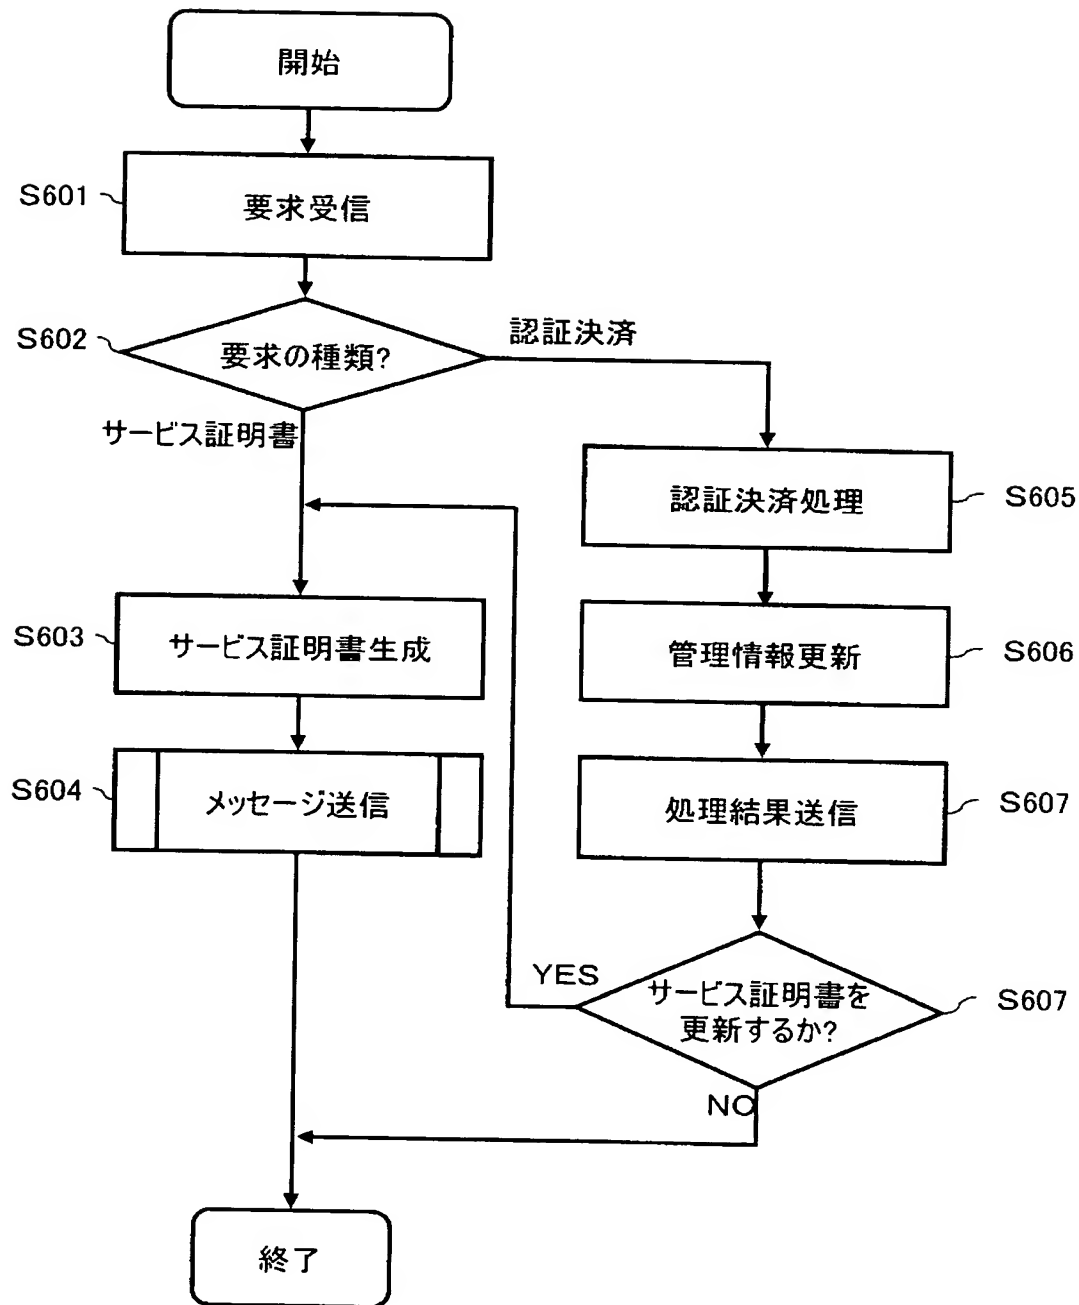 開始
S601
要求受信
S602
要求の種類?
認証決済
サービス証明書
認証決済処理
S605
S603
サービス証明書生成
管理情報更新
S606
S604
メッセージ送信
処理結果送信
S607
YES
サービス証明書を
更新するか?
S607
NO
終了